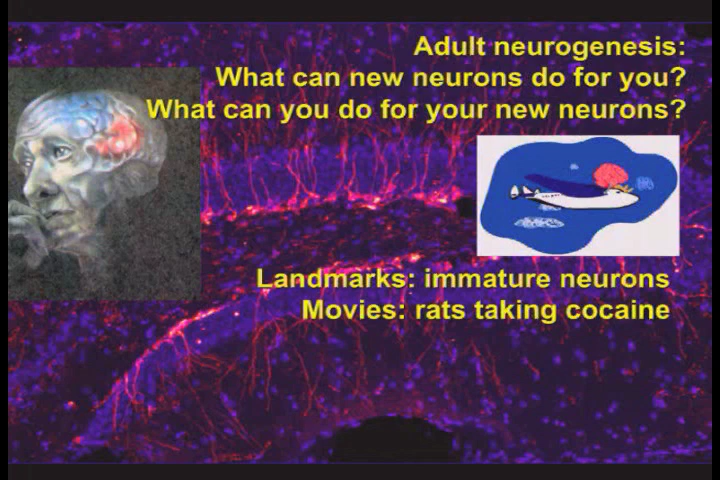 Adult neurogenesis:
What can new neurons do for you?
What can you do for your new neurons?
Landmarks: immature neurons
Movies: rats taking cocaine